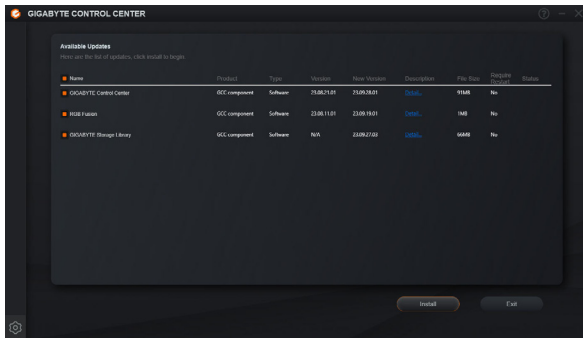 GIGABYTE CONTROL CENTER
Available Updates
Here are the list of updates, click install to begin.
Name Product Type Version New Version Description File Size Require Restart Status
GIGABYTE Control Center GCC component Software 23.08.21.01 23.09.28.01 Detail... 91MB No
RGB Fusion GCC component Software 23.08.11.01 23.09.19.01 Detail... 1MB No
GIGABYTE Storage Library GCC component Software N/A 23.09.27.03 Detail... 66MB No
Install Exit